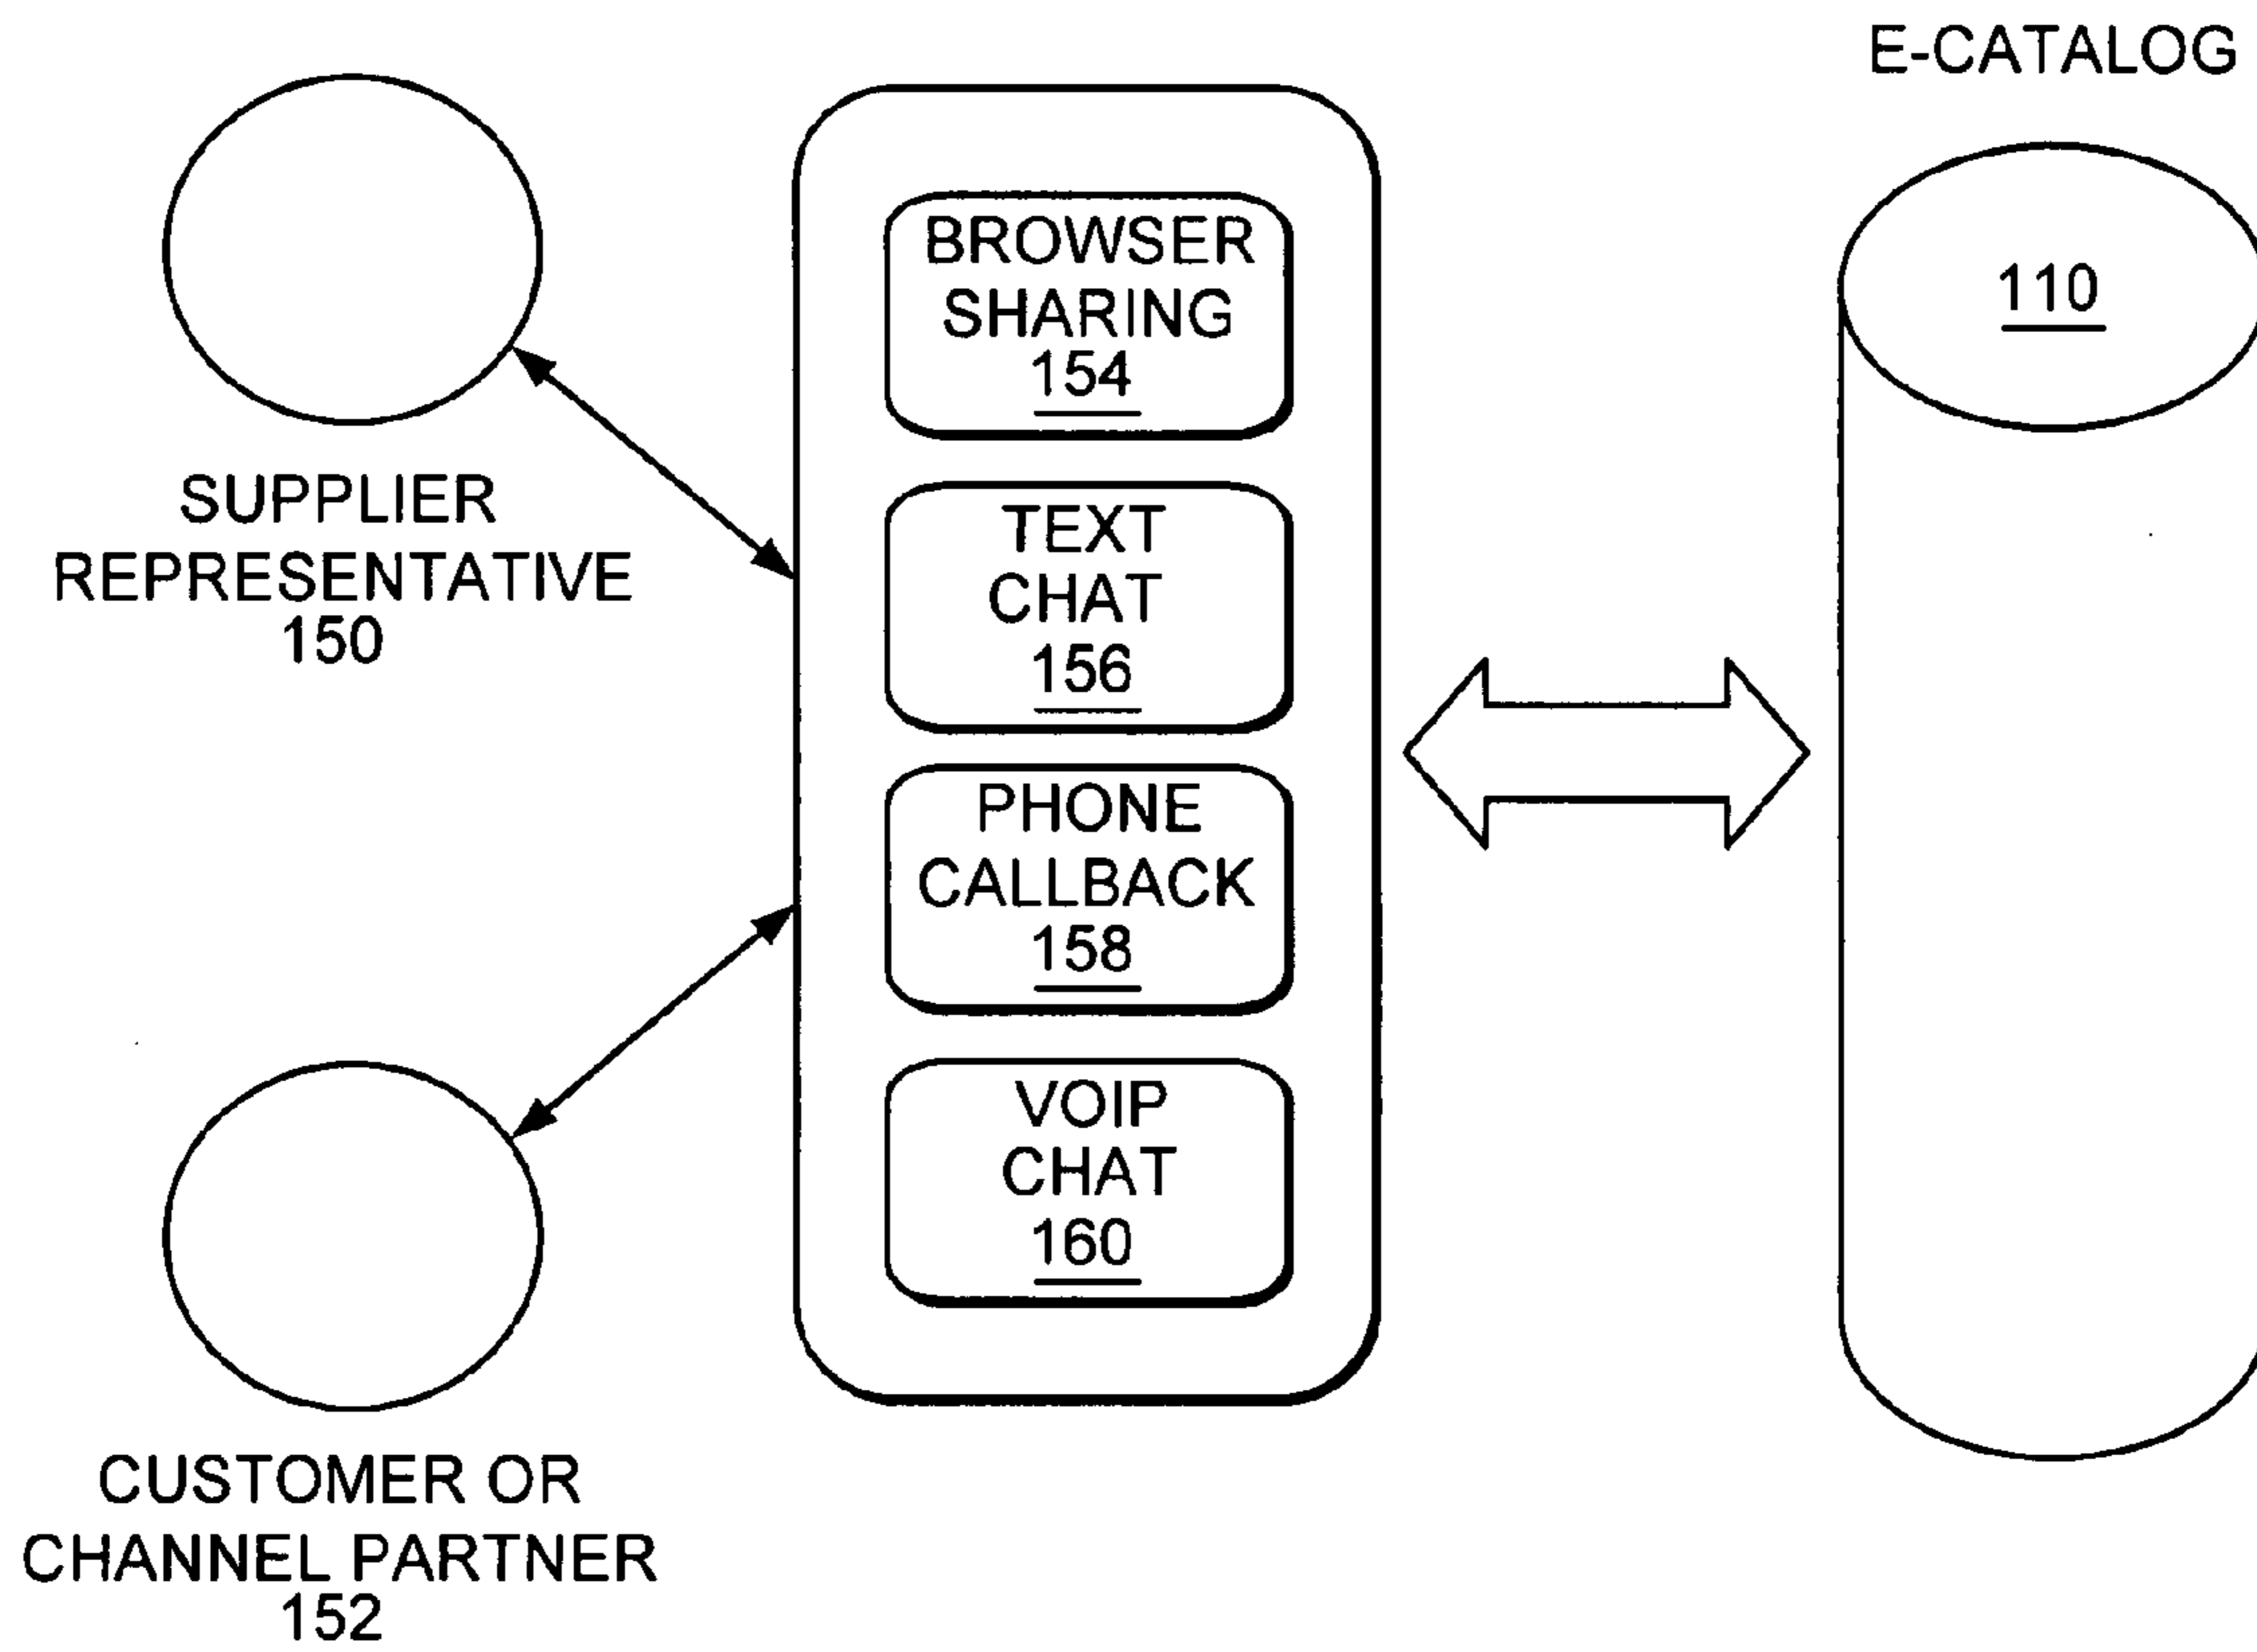 E-CATALOG
110
SUPPLIER
REPRESENTATIVE
150
BROWSER
SHARING
154
TEXT
CHAT
156
PHONE
CALLBACK
158
VOIP
CHAT
160
CUSTOMER OR
CHANNEL PARTNER
152